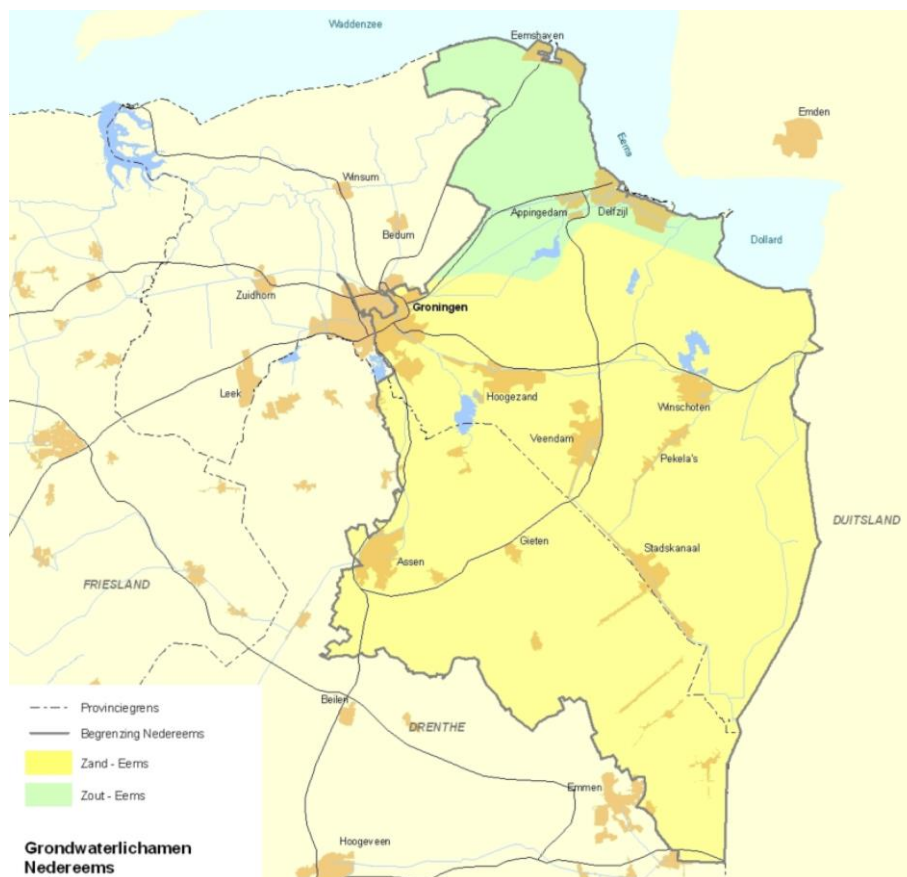 Waddenzee
Eemshaven
Emden
Eems
Winsum
Appingedam
Delfzijl
Bedum
Dollard
Zuidhorn
Groningen
Leek
Hoogezand
Winschoten
Veendam
Pekela's
DUITSLAND
Stadskanaal
Gieten
Assen
FRIESLAND
Beilen
DRENTHE
Emmen
Hoogeveen
Provinciegrens
Begrenzing Nedereems
Zand - Eems
Zout - Eems
Grondwaterlichamen
Nedereems